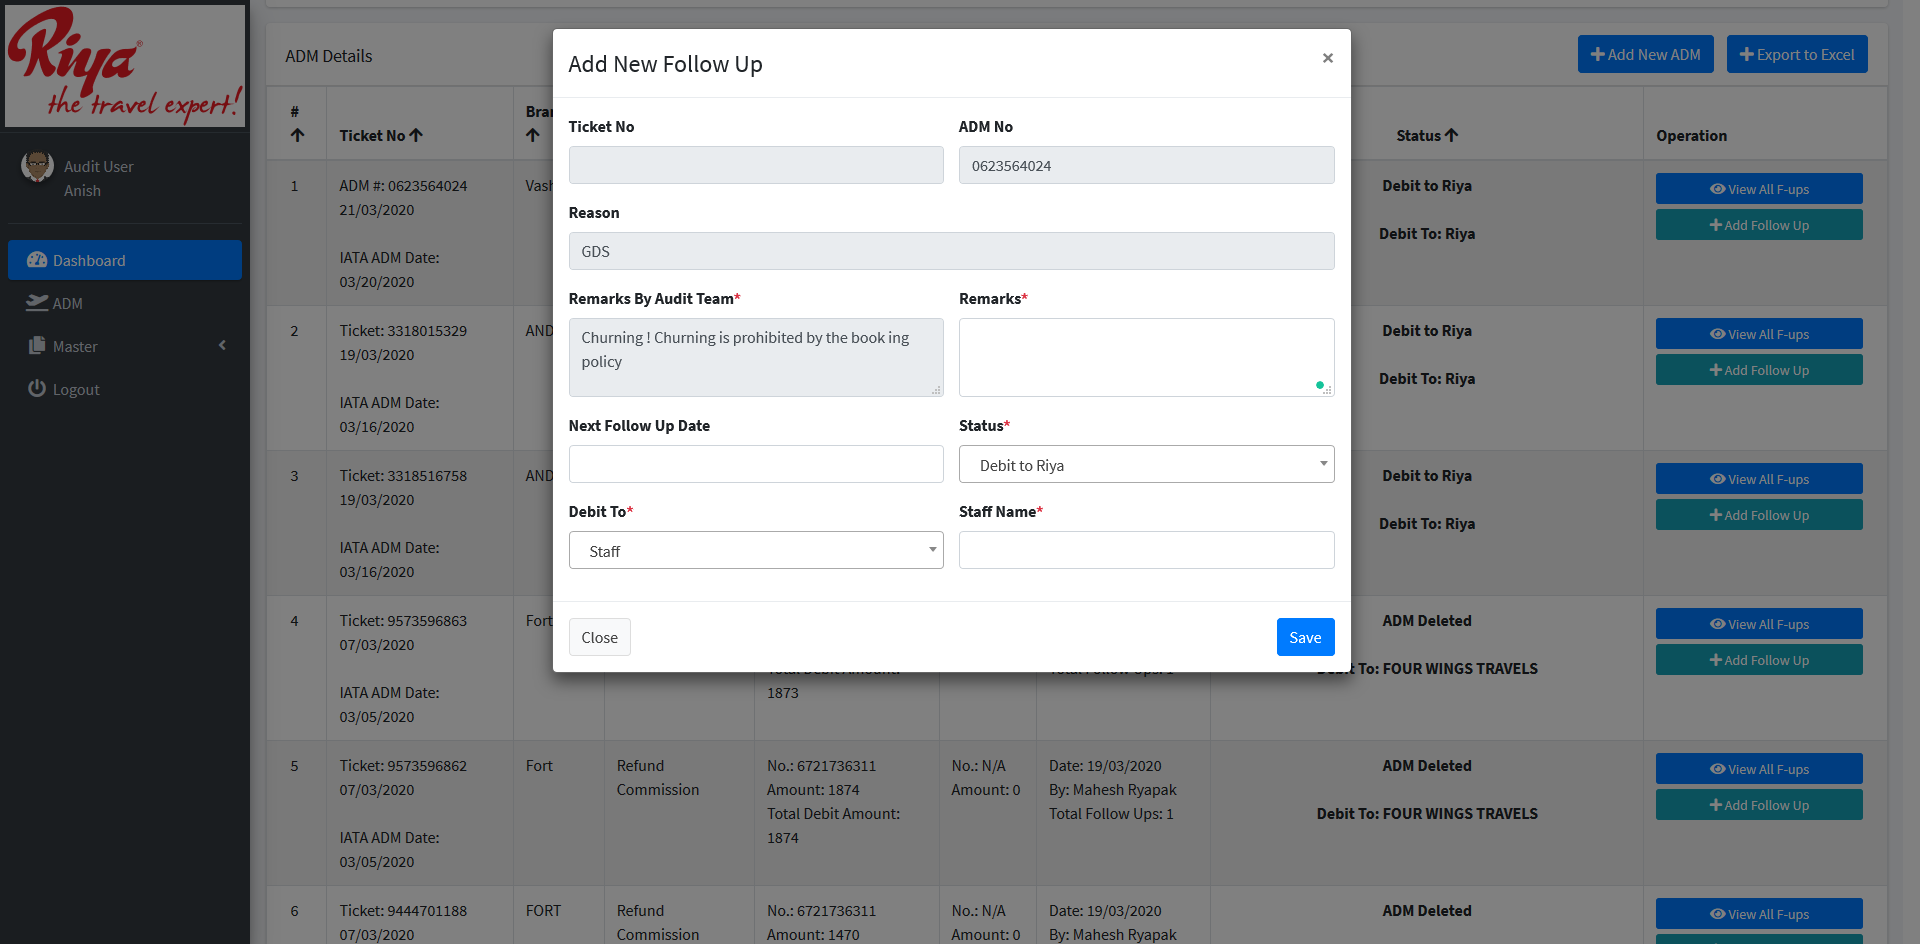 Riya
the travel expert!
Audit User
Anish
Dashboard
ADM
Master
Logout
ADM Details
Add New ADM
Export to Excel
#
Ticket No
Status
Operation
1
ADM #: 0623564024
21/03/2020
IATA ADM Date:
03/20/2020
Debit to Riya
Debit To: Riya
View All F-ups
Add Follow Up
2
Ticket: 3318015329
19/03/2020
IATA ADM Date:
03/16/2020
Debit to Riya
Debit To: Riya
View All F-ups
Add Follow Up
3
Ticket: 3318516758
19/03/2020
IATA ADM Date:
03/16/2020
Debit to Riya
Debit To: Riya
View All F-ups
Add Follow Up
4
Ticket: 9573596863
07/03/2020
IATA ADM Date:
03/05/2020
Fort
1873
ADM Deleted
To: FOUR WINGS TRAVELS
View All F-ups
Add Follow Up
5
Ticket: 9573596862
07/03/2020
IATA ADM Date:
03/05/2020
Fort
Refund
Commission
No.: 6721736311
Amount: 1874
Total Debit Amount:
1874
No.: N/A
Amount: 0
Date: 19/03/2020
By: Mahesh Ryapak
Total Follow Ups: 1
ADM Deleted
Debit To: FOUR WINGS TRAVELS
View All F-ups
Add Follow Up
6
Ticket: 9444701188
07/03/2020
FORT
Refund
Commission
No.: 6721736311
Amount: 1470
No.: N/A
Amount: 0
Date: 19/03/2020
By: Mahesh Ryapak
ADM Deleted
View All F-ups
Add New Follow Up
×
Ticket No
ADM No
0623564024
Reason
GDS
Remarks By Audit Team*
Churning ! Churning is prohibited by the book ing
policy
Remarks*
Next Follow Up Date
Status*
Debit to Riya
Debit To*
Staff
Staff Name*
Close
Save